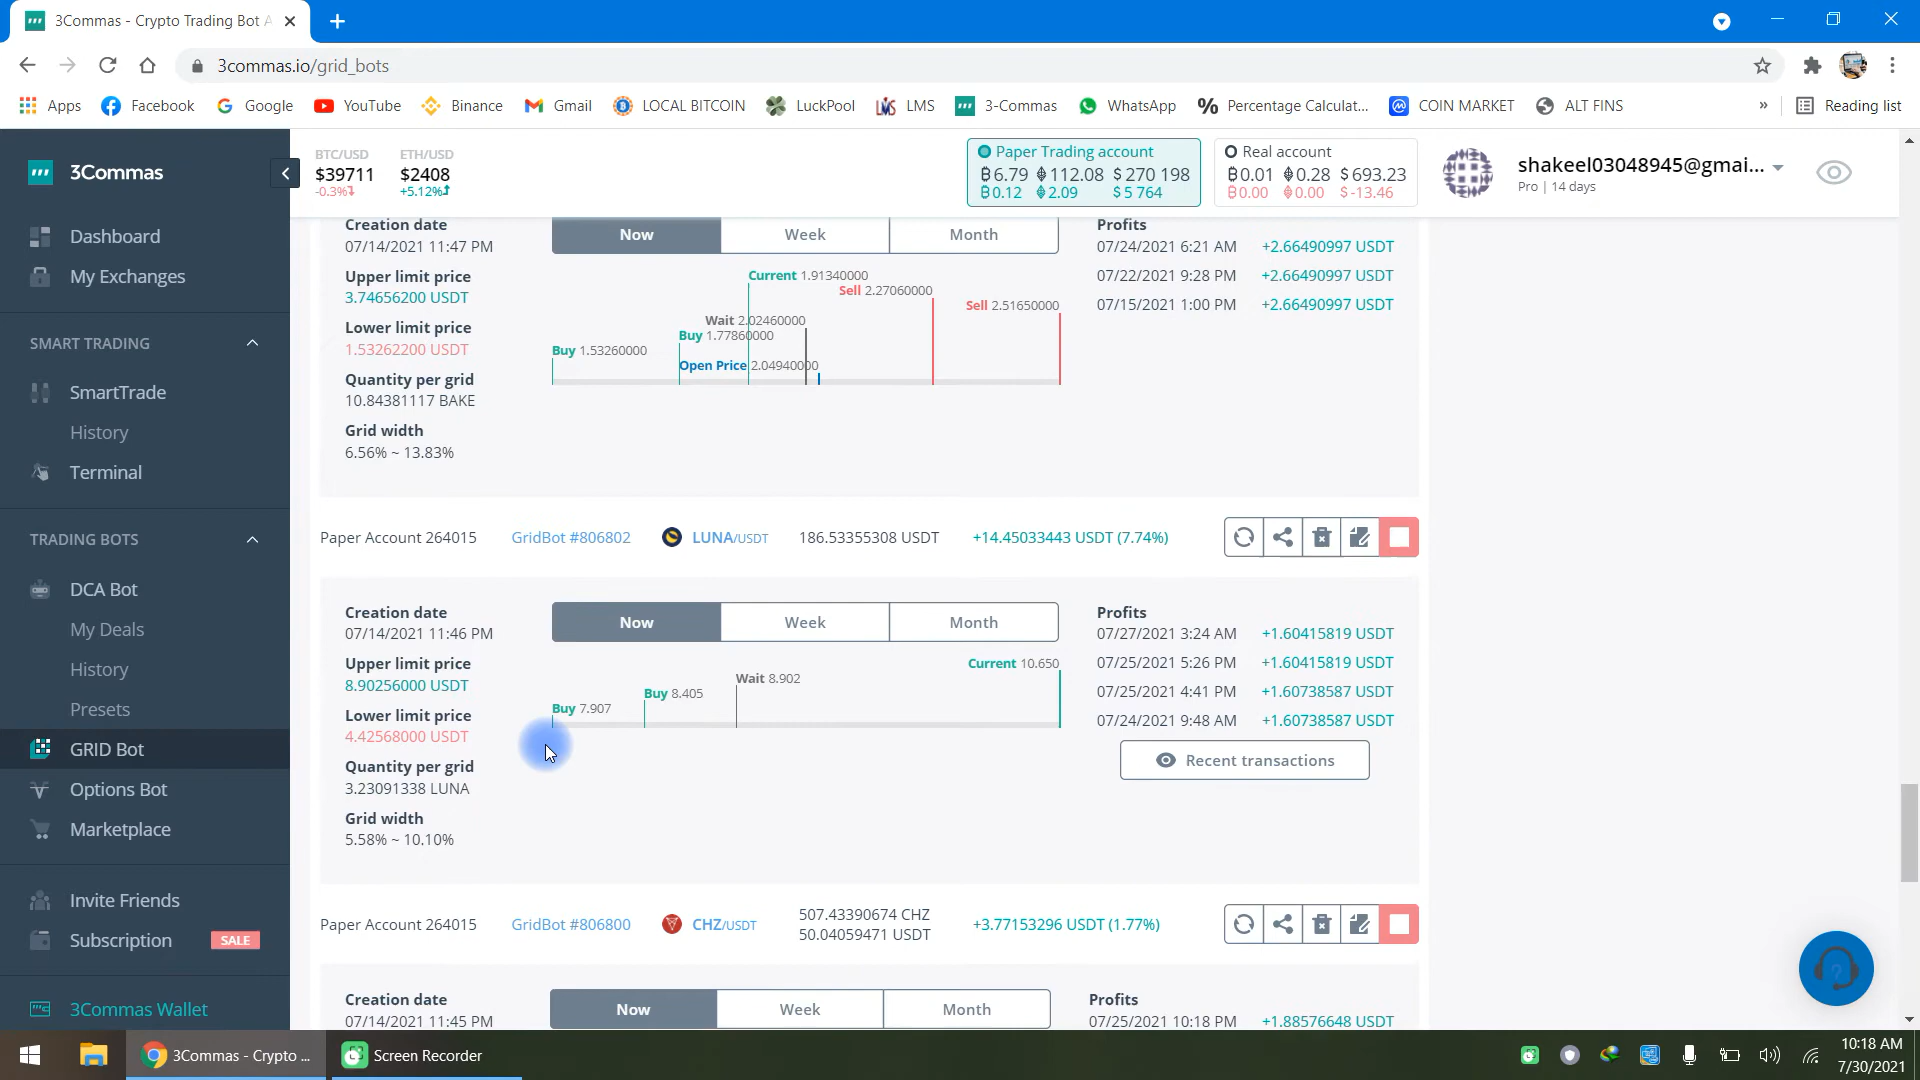 3Commas - Crypto Trading Bot A
3commas.io/grid_bots
Apps Facebook Google YouTube Binance Gmail LOCAL BITCOIN LuckPool LMS 3-Commas WhatsApp Percentage Calculat... COIN MARKET ALT FINS » Reading list
3Commas
Dashboard
My Exchanges
SMART TRADING
SmartTrade
History
Terminal
TRADING BOTS
DCA Bot
My Deals
History
Presets
GRID Bot
Options Bot
Marketplace
Invite Friends
Subscription SALE
3Commas Wallet
BTC/USD ETH/USD
$39711 $2408
-0.3% +5.12%
Paper Trading account
6.79 112.08 $ 270 198
0.12 2.09 $ 5 764
Real account
0.01 0.28 $ 693.23
0.00 0.00 $ -13.46
shakeel03048945@gmai...
Pro | 14 days
Creation date
07/14/2021 11:47 PM
Upper limit price
3.74656200 USDT
Lower limit price
1.53262200 USDT
Quantity per grid
10.84381117 BAKE
Grid width
6.56% ~ 13.83%
Now Week Month
Current 1.91340000
Sell 2.27060000
Sell 2.51650000
Wait 2.02460000
Buy 1.77860000
Buy 1.53260000
Open Price 2.04940000
Profits
07/24/2021 6:21 AM +2.66490997 USDT
07/22/2021 9:28 PM +2.66490997 USDT
07/15/2021 1:00 PM +2.66490997 USDT
Paper Account 264015 GridBot #806802 LUNA/USDT 186.53355308 USDT +14.45033443 USDT (7.74%)
Creation date
07/14/2021 11:46 PM
Upper limit price
8.90256000 USDT
Lower limit price
4.42568000 USDT
Quantity per grid
3.23091338 LUNA
Grid width
5.58% ~ 10.10%
Now Week Month
Current 10.650
Wait 8.902
Buy 8.405
Buy 7.907
Profits
07/27/2021 3:24 AM +1.60415819 USDT
07/25/2021 5:26 PM +1.60415819 USDT
07/25/2021 4:41 PM +1.60738587 USDT
07/24/2021 9:48 AM +1.60738587 USDT
Recent transactions
Paper Account 264015 GridBot #806800 CHZ/USDT 507.43390674 CHZ
50.04059471 USDT +3.77153296 USDT (1.77%)
Creation date
07/14/2021 11:45 PM
Now Week Month
Profits
07/25/2021 10:18 PM +1.88576648 USDT
3Commas - Crypto ... Screen Recorder
10:18 AM
7/30/2021